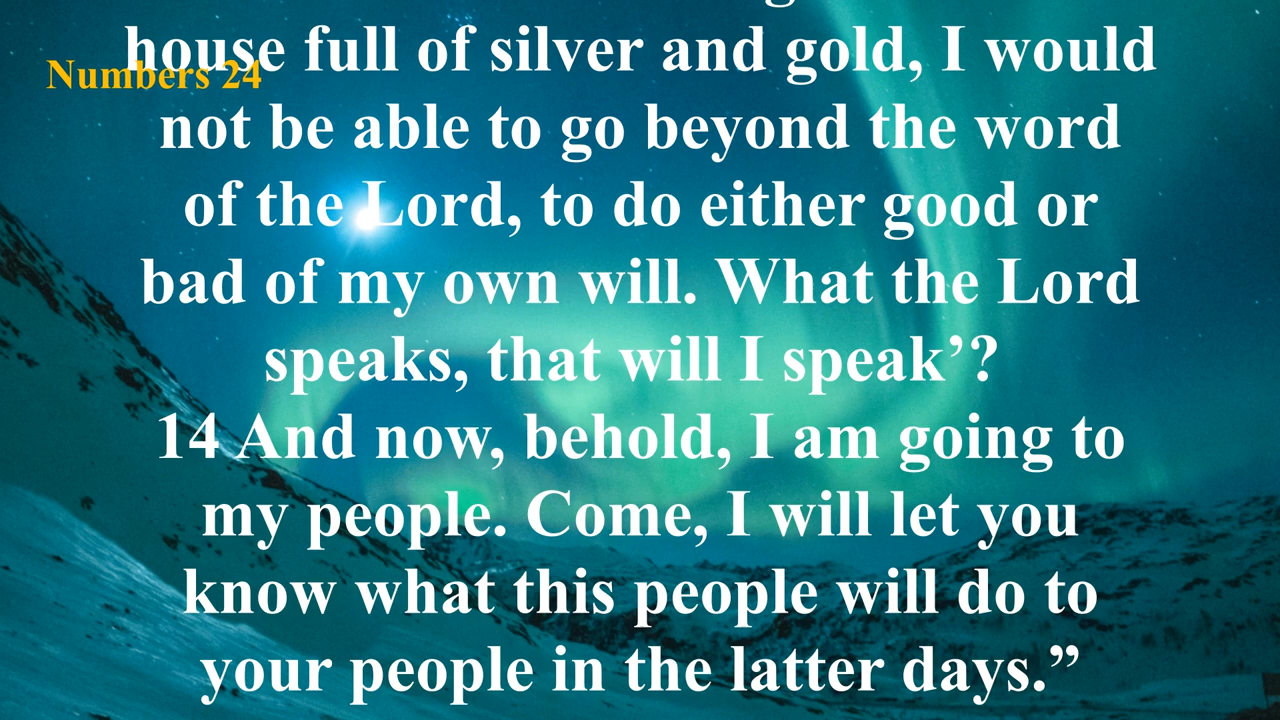 house full of silver and gold, I would
Numbers 24
not be able to go beyond the word
of the Lord, to do either good or
bad of my own will. What the Lord
speaks, that will I speak’?
14 And now, behold, I am going to
my people. Come, I will let you
know what this people will do to
your people in the latter days.”